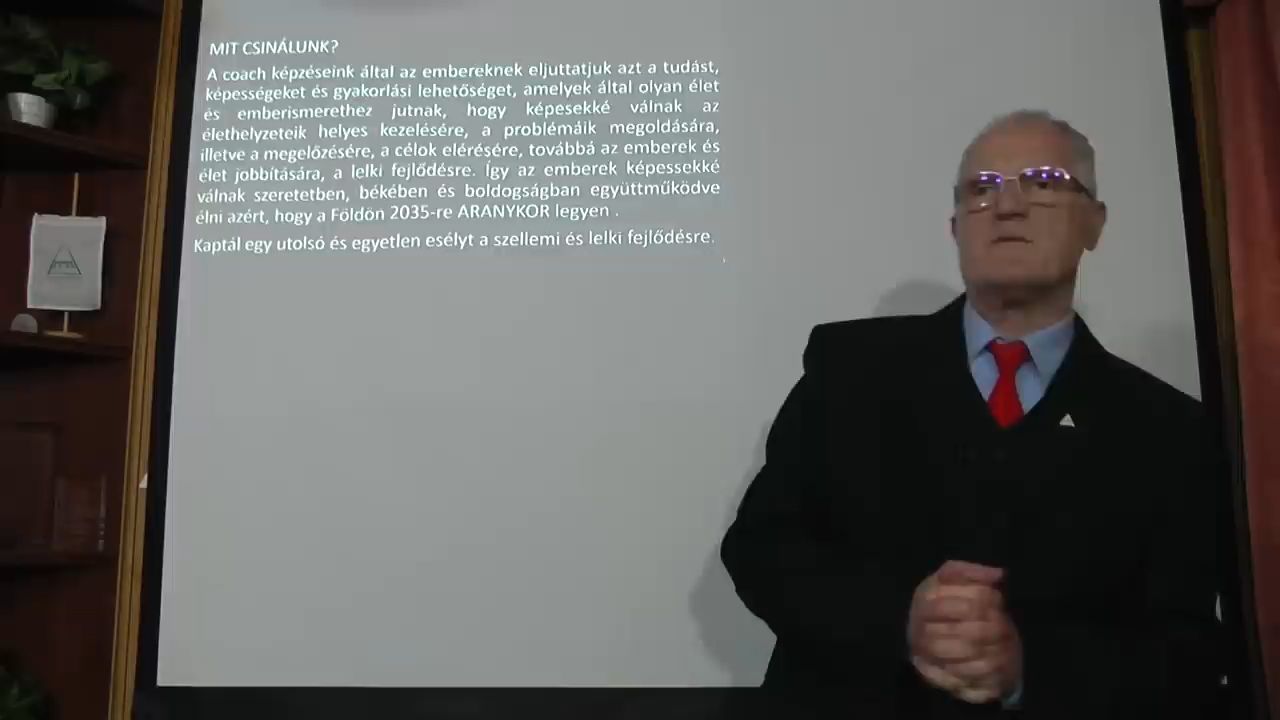 MIT CSINÁLUNK?
A coach képzéseink által az embereknek eljuttatjuk azt a tudást,
képességeket és gyakorlási lehetőséget, amelyek által olyan élet
és emberismerethez jutnak, hogy képesekké válnak az
élethelyzeteik helyes kezelésére, a problémáik megoldására,
illetve a megelőzésére, a célok elérésére, továbbá az emberek és
élet jobbítására, a lelki fejlődésre. Így az emberek képessekké
válnak szeretetben, békében és boldogságban együttműködve
élni azért, hogy a Földön 2035-re ARANYKOR legyen .
Kaptál egy utolsó és egyetlen esélyt a szellemi és lelki fejlődésre.